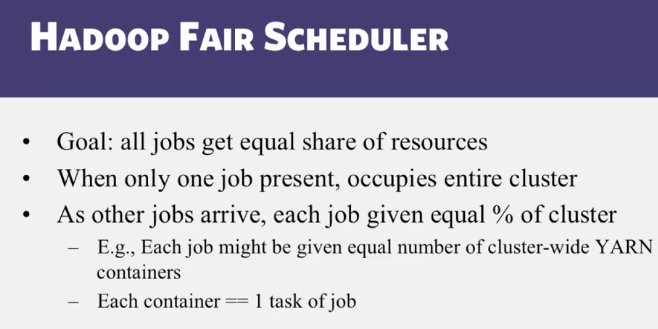 HADOOP FAIR SCHEDULER
• Goal: all jobs get equal share of resources
• When only one job present, occupies entire cluster
• As other jobs arrive, each job given equal % of cluster
– E.g., Each job might be given equal number of cluster-wide YARN
containers
– Each container == 1 task of job